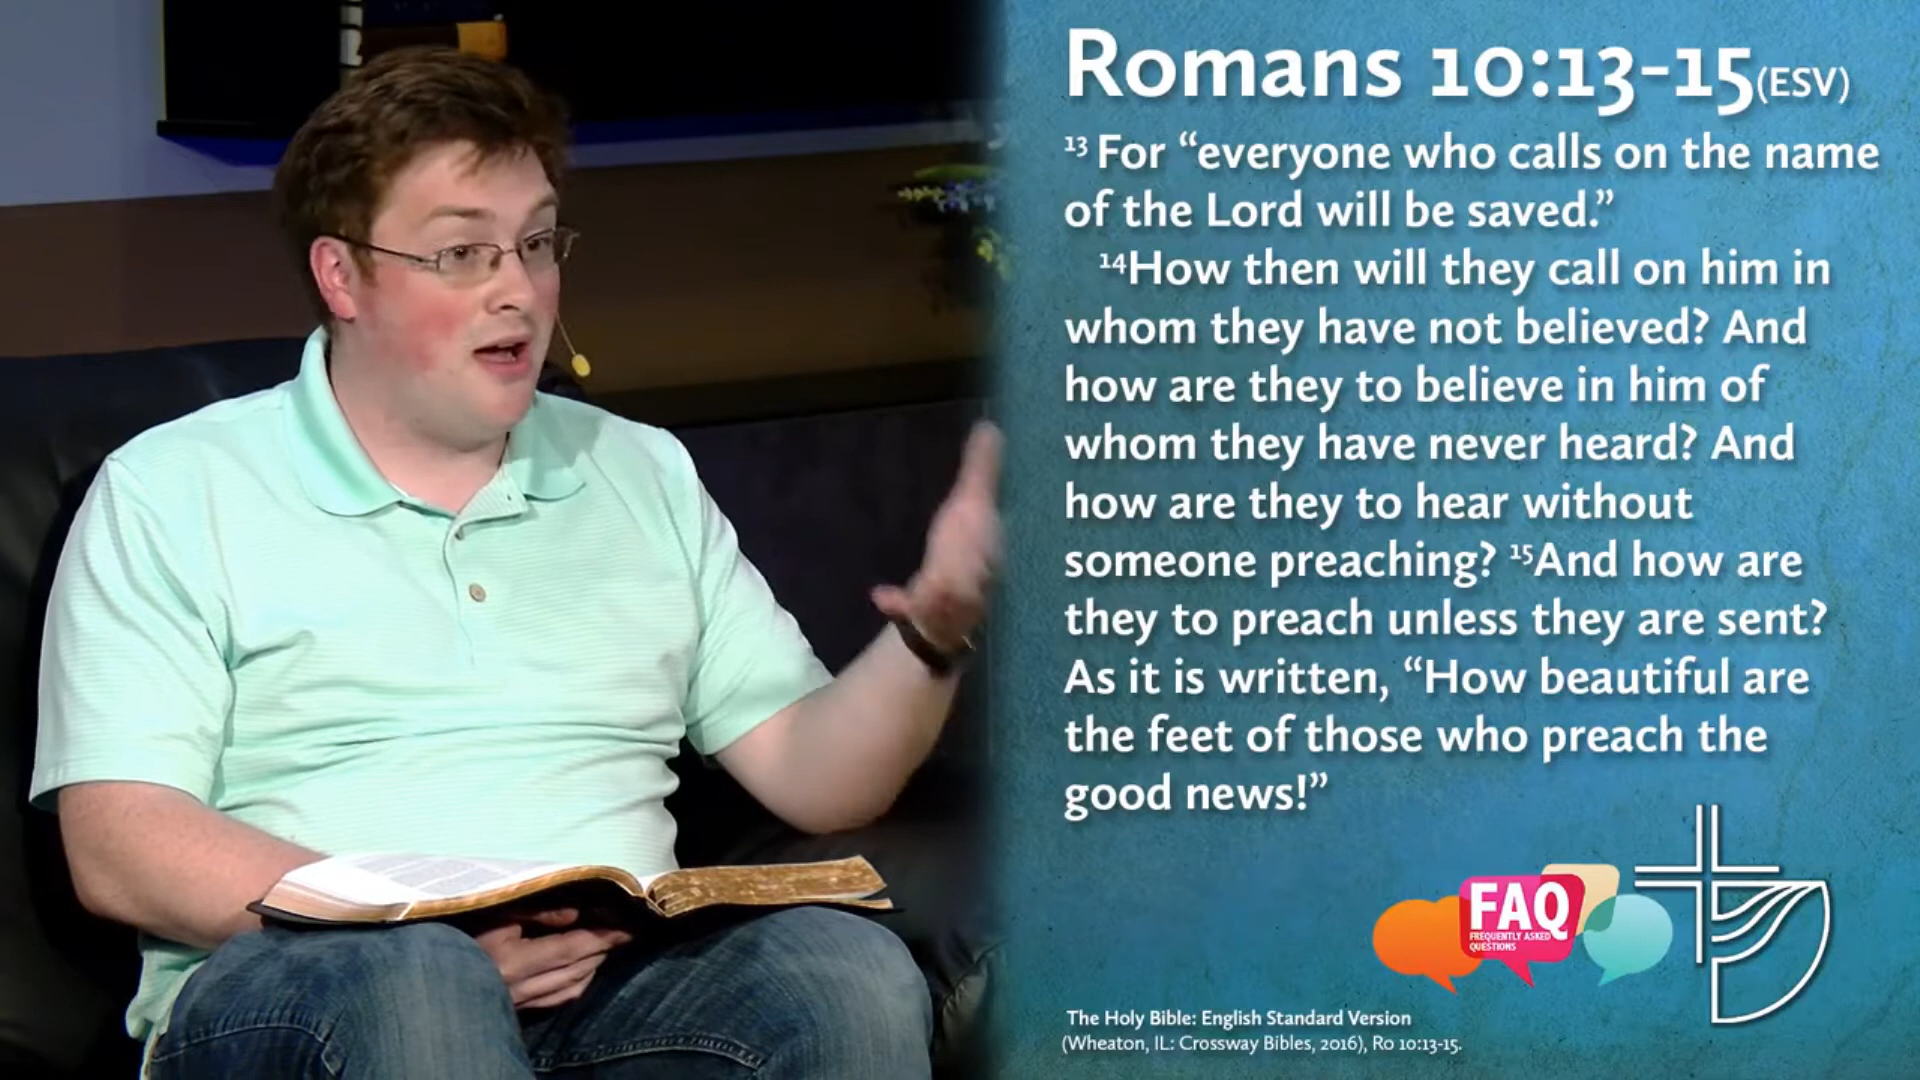 Romans 10:13-15(ESV)
13 For “everyone who calls on the name
of the Lord will be saved.”
14How then will they call on him in
whom they have not believed? And
how are they to believe in him of
whom they have never heard? And
how are they to hear without
someone preaching? 15And how are
they to preach unless they are sent?
As it is written, “How beautiful are
the feet of those who preach the
good news!”
FAQ
FREQUENTLY ASKED
QUESTIONS
The Holy Bible: English Standard Version
(Wheaton, IL: Crossway Bibles, 2016), Ro 10:13-15.